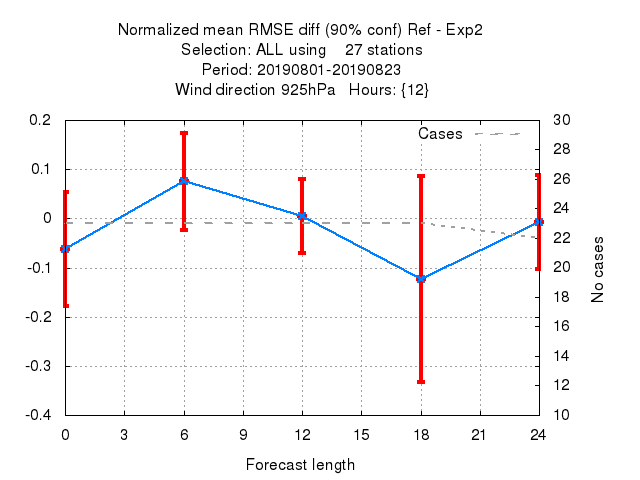 Normalized mean RMSE diff (90% conf) Ref - Exp2
Selection: ALL using    27 stations
Period: 20190801-20190823
Wind direction 925hPa   Hours: {12}
Cases
0.2
0.1
0
-0.1
-0.2
-0.3
-0.4
30
28
26
24
23
22
20
18
16
14
12
10
No cases
0 3 6 9 12 15 18 21 24
Forecast length